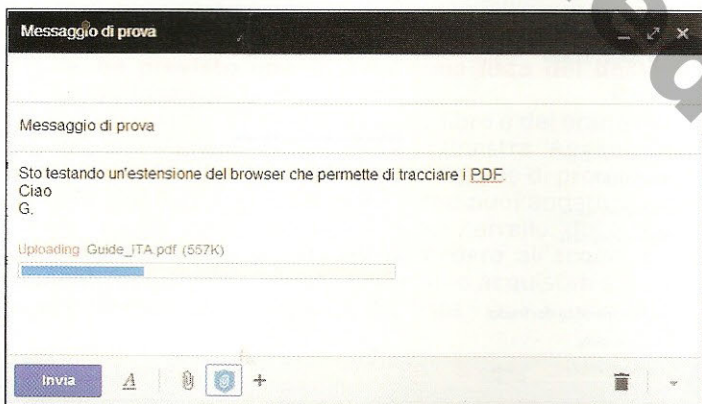 Messaggio di prova
Messaggio di prova
Sto testando un'estensione del browser che permette di tracciare i PDF.
Ciao
G.
Uploading Guide_ITA.pdf (557K)
Invia
A